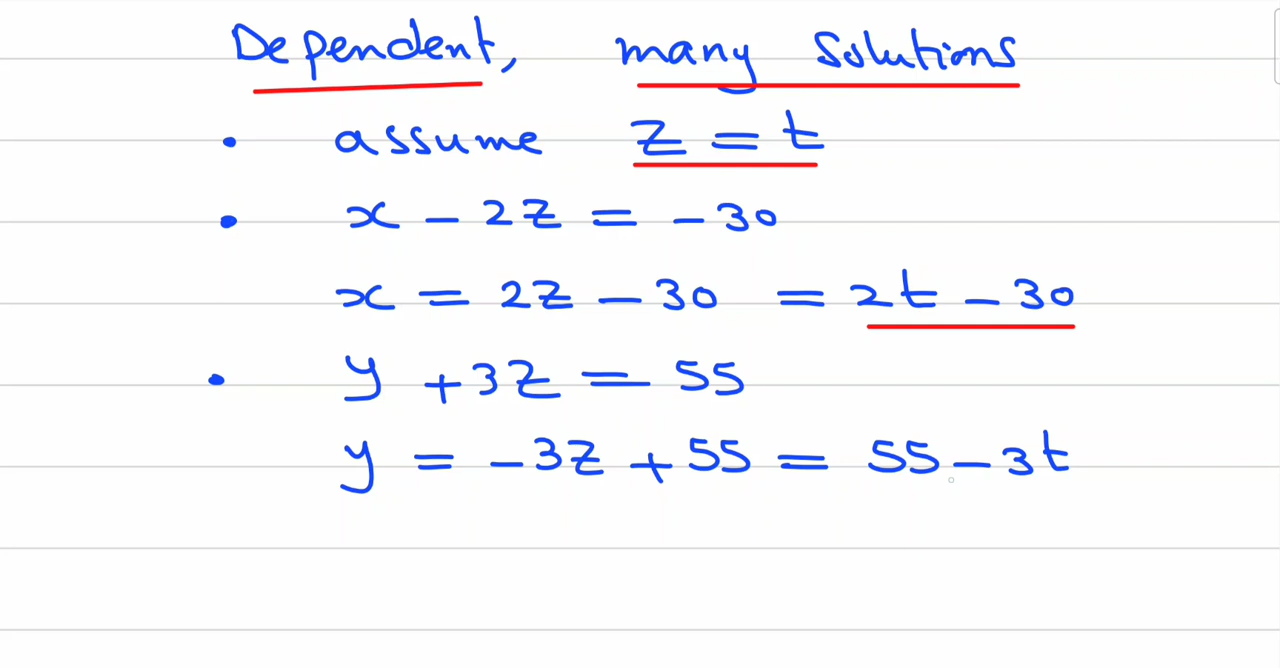 Dependent, many solutions
• assume z = t
• x - 2z = -30
x = 2z - 30 = 2t - 30
• y + 3z = 55
y = -3z + 55 = 55 - 3t